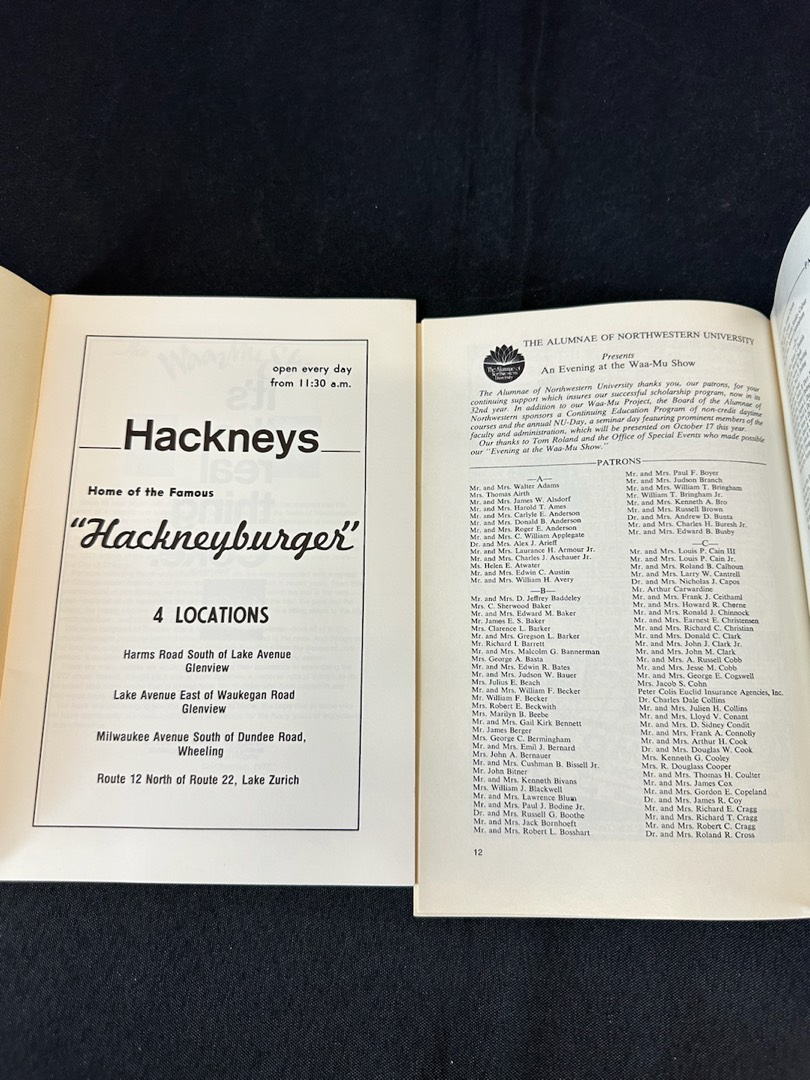 open every day
from 11:30 a.m.
Hackneys
Home of the Famous
"Hackneyburger"
4 LOCATIONS
Harms Road South of Lake Avenue
Glenview
Lake Avenue East of Waukegan Road
Glenview
Milwaukee Avenue South of Dundee Road,
Wheeling
Route 12 North of Route 22, Lake Zurich
THE ALUMNAE OF NORTHWESTERN UNIVERSITY
The Alumnae of
Northwestern
University
Presents
An Evening at the Waa-Mu Show
The Alumnae of Northwestern University thanks you, our patrons, for your
continuing support which insures our successful scholarship program, now in its
32nd year. In addition to our Waa-Mu Project, the Board of the Alumnae of
Northwestern sponsors a Continuing Education Program of non-credit daytime
courses and the annual NU-Day, a seminar day featuring prominent members of the
faculty and administration, which will be presented on October 17 this year.
Our thanks to Tom Roland and the Office of Special Events who made possible
our "Evening at the Waa-Mu Show."
PATRONS
—A—
Mr. and Mrs. Walter Adams
Mrs. Thomas Airth
Mr. and Mrs. James W. Alsdorf
Mr. and Mrs. Harold T. Ames
Mr. and Mrs. Carlyle E. Anderson
Mr. and Mrs. Donald B. Anderson
Mr. and Mrs. Roger E. Anderson
Mr. and Mrs. C. William Applegate
Dr. and Mrs. Alex J. Arieff
Mr. and Mrs. Laurance H. Armour Jr.
Mr. and Mrs. Charles J. Aschauer Jr.
Ms. Helen E. Atwater
Mr. and Mrs. Edwin C. Austin
Mr. and Mrs. William H. Avery
—B—
Mr. and Mrs. D. Jeffrey Baddeley
Mrs. C. Sherwood Baker
Mr. and Mrs. Edward M. Baker
Mr. James E. S. Baker
Mrs. Clarence L. Barker
Mr. and Mrs. Gregson L. Barker
Mr. Richard I. Barrett
Mr. and Mrs. Malcolm G. Bannerman
Mrs. George A. Basta
Mr. and Mrs. Edwin R. Bates
Mr. and Mrs. Judson W. Bauer
Mrs. Julius E. Beach
Mr. and Mrs. William F. Becker
Mr. William F. Becker
Mrs. Robert E. Beckwith
Mrs. Marilyn B. Beebe
Mr. and Mrs. Gail Kirk Bennett
Mr. James Berger
Mrs. George C. Bermingham
Mr. and Mrs. Emil J. Bernard
Mrs. John A. Bernauer
Mr. and Mrs. Cushman B. Bissell Jr.
Mr. John Bitner
Mr. and Mrs. Kenneth Bivans
Mrs. William J. Blackwell
Mr. and Mrs. Lawrence Blum
Mr. and Mrs. Paul J. Bodine Jr.
Dr. and Mrs. Russell G. Boothe
Mr. and Mrs. Jack Bornhoeft
Mr. and Mrs. Robert L. Bosshart
Mr. and Mrs. Paul F. Boyer
Mr. and Mrs. Judson Branch
Mr. and Mrs. William T. Bringham
Mr. William T. Bringham Jr.
Mr. and Mrs. Kenneth A. Bro
Mr. and Mrs. Russell Brown
Dr. and Mrs. Andrew D. Bunta
Mr. and Mrs. Charles H. Buresh Jr.
Mr. and Mrs. Edward B. Busby
—C—
Mr. and Mrs. Louis P. Cain III
Mr. and Mrs. Louis P. Cain Jr.
Mr. and Mrs. Roland B. Calhoun
Mr. and Mrs. Larry W. Cantrell
Dr. and Mrs. Nicholas J. Capos
Mr. Arthur Carwardine
Mr. and Mrs. Frank J. Ceithaml
Mr. and Mrs. Howard R. Cherne
Mr. and Mrs. Ronald J. Chinnock
Mr. and Mrs. Earnest E. Christensen
Mr. and Mrs. Richard C. Christian
Mr. and Mrs. Donald C. Clark
Mr. and Mrs. John J. Clark Jr.
Mr. and Mrs. John M. Clark
Mr. and Mrs. A. Russell Cobb
Mr. and Mrs. Jesse M. Cobb
Mr. and Mrs. George E. Cogswell
Mrs. Jacob S. Cohn
Peter Colis Euclid Insurance Agencies, Inc.
Dr. Charles Dale Collins
Mr. and Mrs. Julien H. Collins
Mr. and Mrs. Lloyd V. Conant
Mr. and Mrs. D. Sidney Condit
Mr. and Mrs. Frank A. Connolly
Mr. and Mrs. Arthur H. Cook
Dr. and Mrs. Douglas W. Cook
Mrs. Kenneth G. Cooley
Mrs. R. Douglass Cooper
Mr. and Mrs. Thomas H. Coulter
Mr. and Mrs. James Cox
Mr. and Mrs. Gordon E. Copeland
Dr. and Mrs. James R. Coy
Mr. and Mrs. Richard E. Cragg
Mr. and Mrs. Richard T. Cragg
Mr. and Mrs. Robert C. Cragg
Dr. and Mrs. Roland R. Cross
12